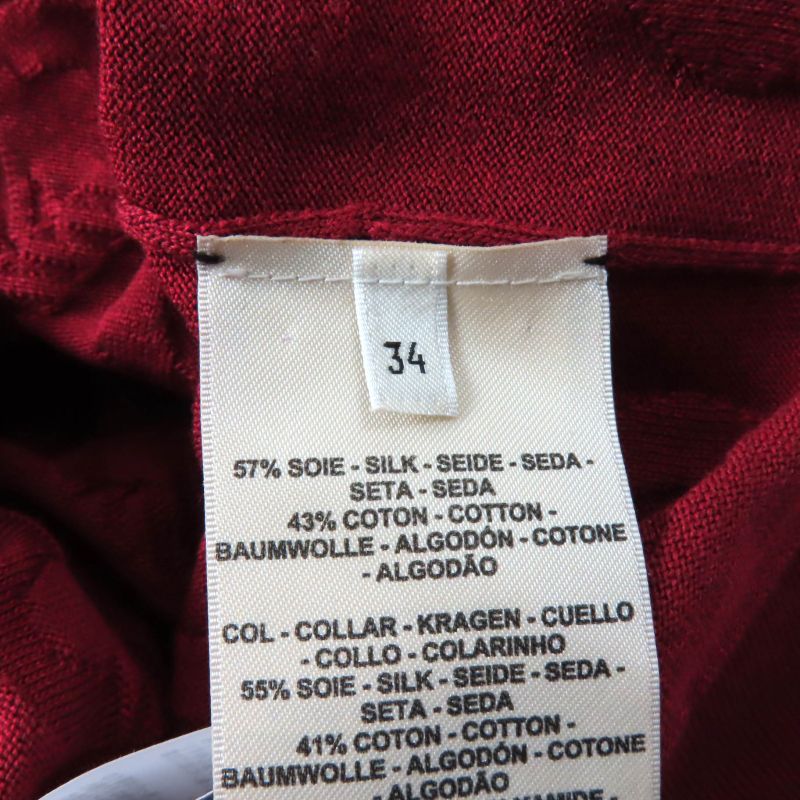 34
57% SOIE - SILK - SEIDE - SEDA -
SETA - SEDA
43% COTON - COTTON -
BAUMWOLLE - ALGODÓN - COTONE
- ALGODÃO
COL - COLLAR - KRAGEN - CUELLO
- COLLO - COLARINHO
55% SOIE - SILK - SEIDE - SEDA -
SETA - SEDA
41% COTON - COTTON -
BAUMWOLLE - ALGODÓN - COTONE
- ALGODÃO